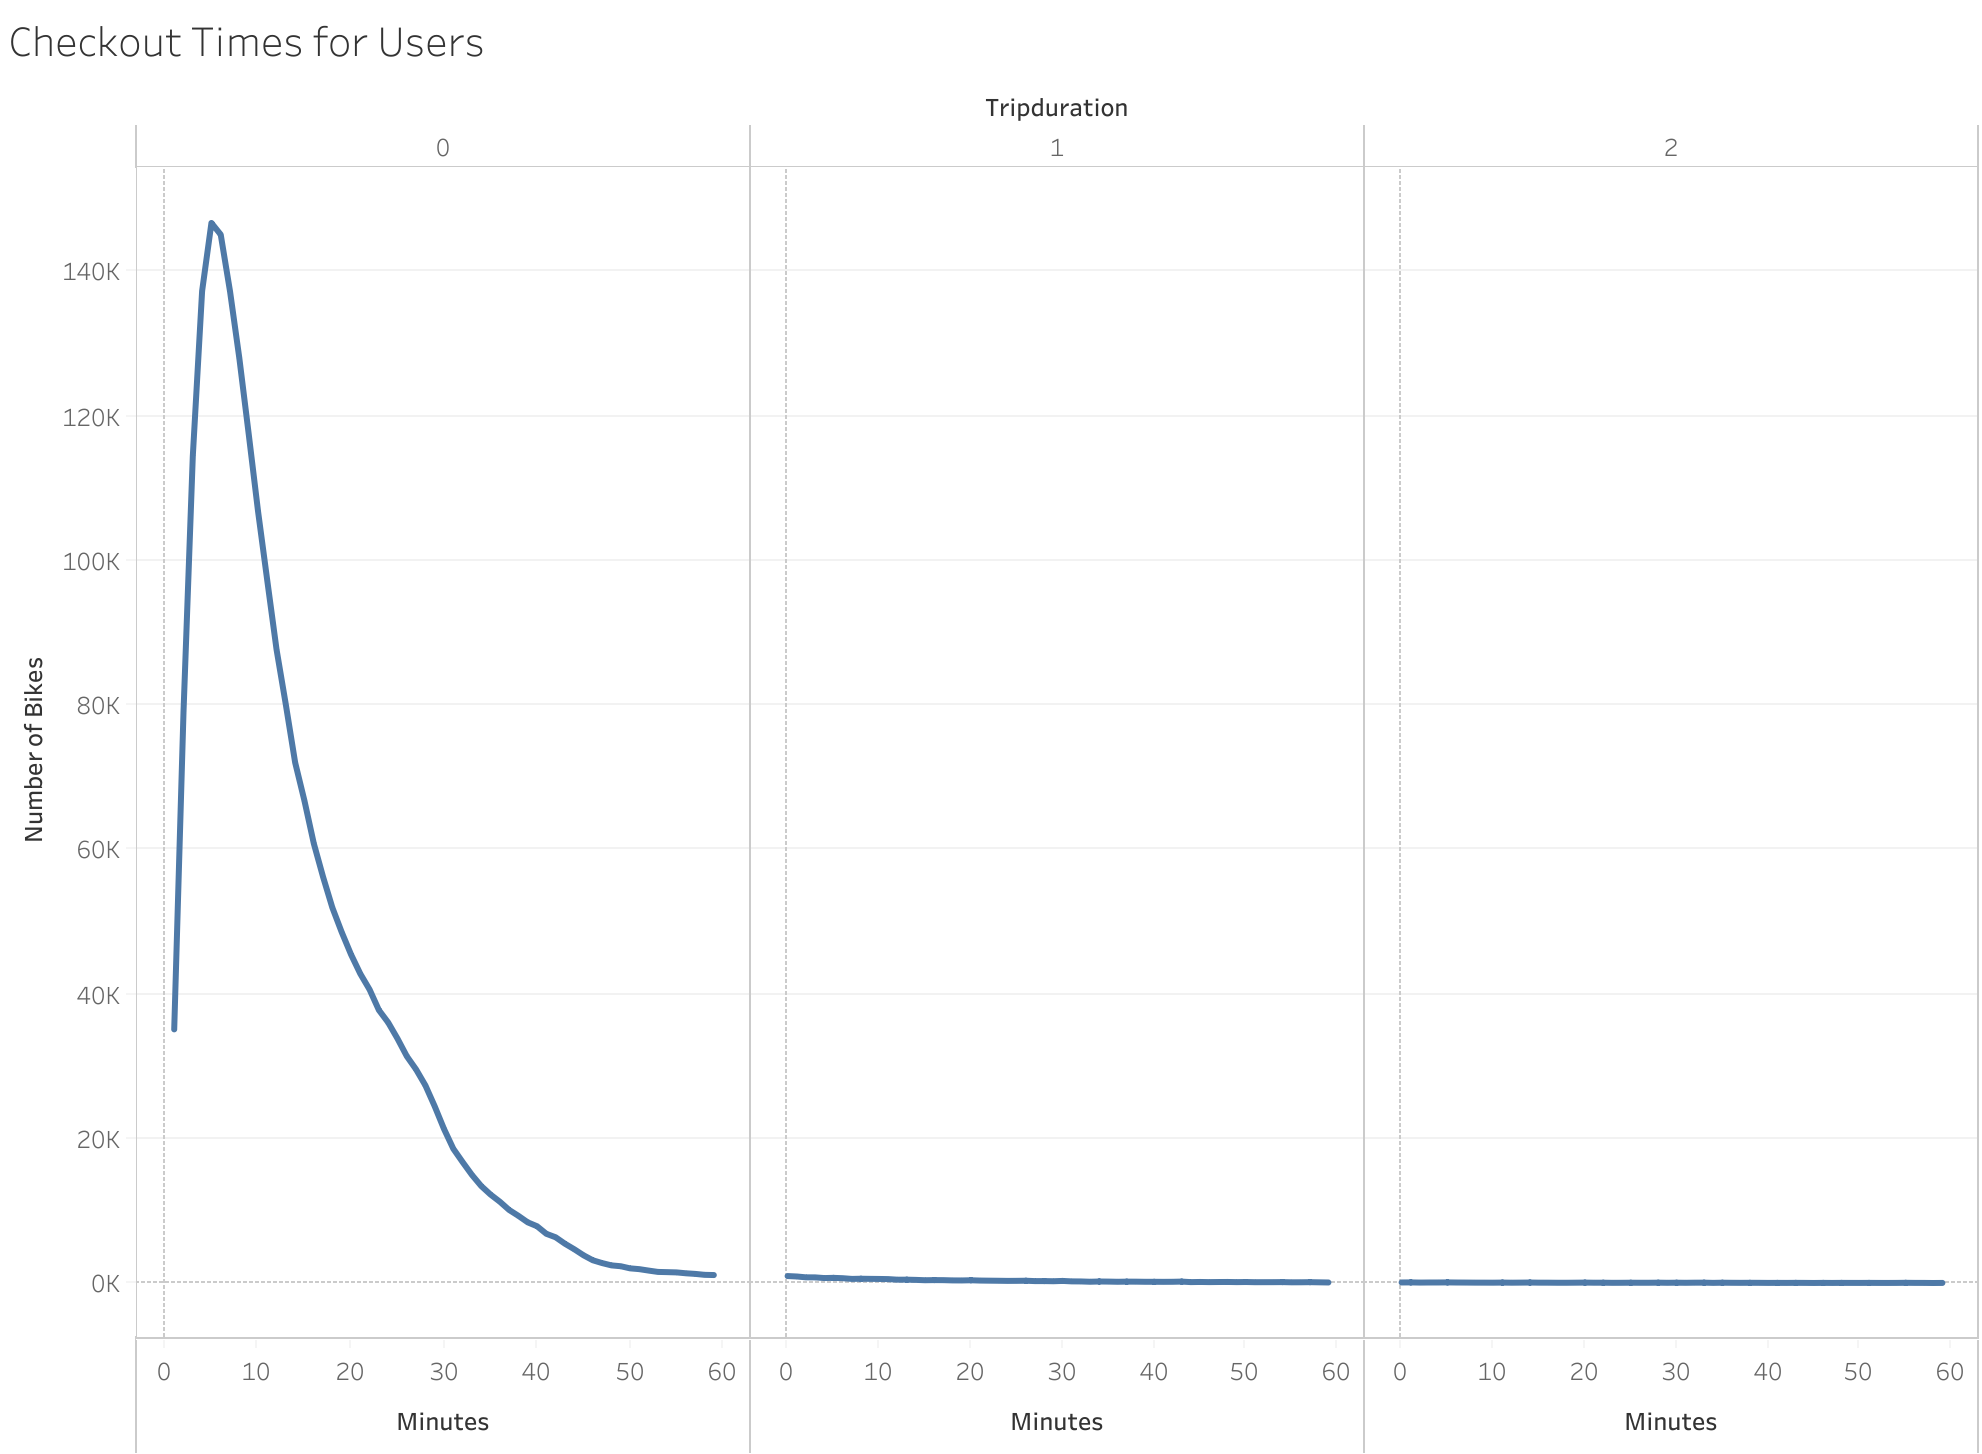 Checkout Times for Users
Tripduration
0 1 2
140K
120K
100K
80K
60K
40K
20K
0K
Number of Bikes
0 10 20 30 40 50 60 0 10 20 30 40 50 60 0 10 20 30 40 50 60
Minutes Minutes Minutes